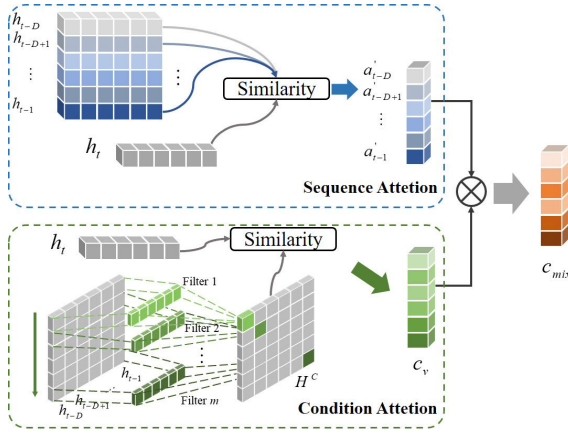 h_{t-D}
h_{t-D+1}
⋮
h_{t-1}
⋮
Similarity
h_t
a'_{t-D}
a'_{t-D+1}
⋮
a'_{t-1}
Sequence Attetion
c_{mix}
h_t
Similarity
Filter 1
Filter 2
⋮
Filter m
h_{t-1}
⋰
h_{t-D+1}
h_{t-D}
H^C
c_v
Condition Attetion